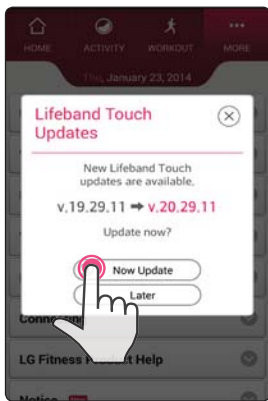 HOME ACTIVITY WORKOUT MORE
Thu, January 23, 2014
Lifeband Touch
Updates
New Lifeband Touch
updates are available.
v.19.29.11 ➡ v.20.29.11
Update now?
Now Update
Later
LG Fitness Product Help
Notice